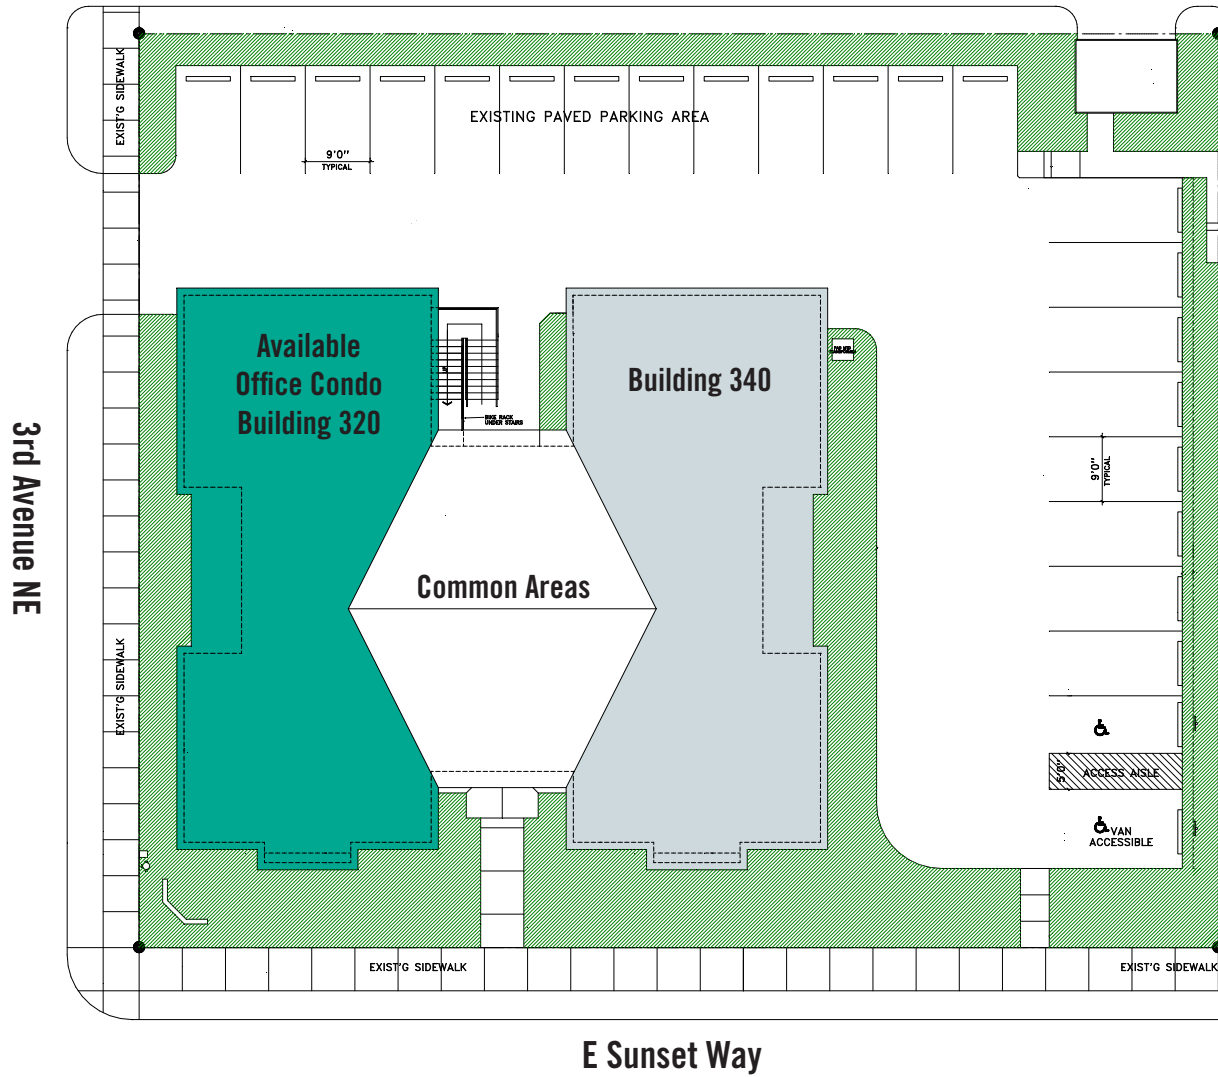 EXIST'G SIDEWALK
EXISTING PAVED PARKING AREA
9'0"
TYPICAL
Available
Office Condo
Building 320
Building 340
BIKE RACK
UNDER STAIRS
3rd Avenue NE
9'0"
TYPICAL
Common Areas
EXIST'G SIDEWALK
5'0"
ACCESS AISLE
VAN
ACCESSIBLE
EXIST'G SIDEWALK
EXIST'G SIDEWALK
E Sunset Way